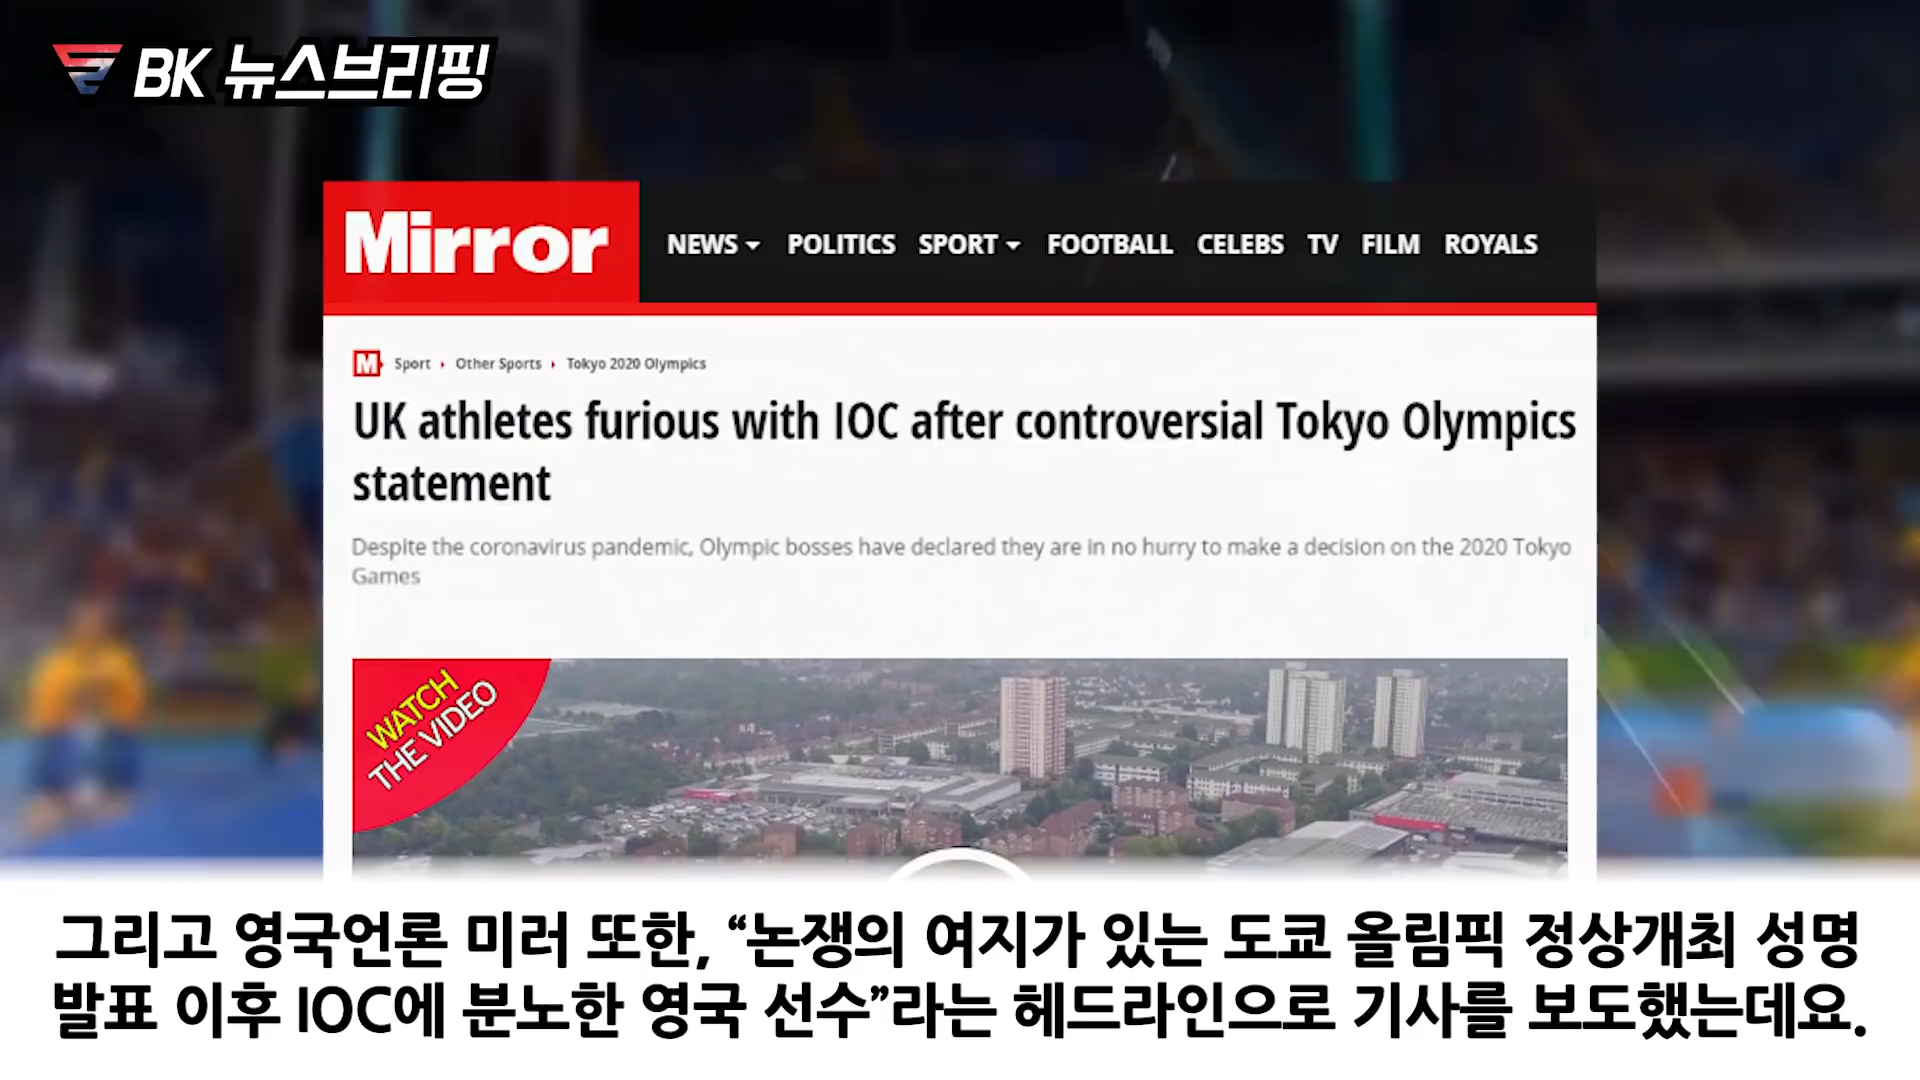 BK 뉴스브리핑
Mirror
NEWS POLITICS SPORT FOOTBALL CELEBS TV FILM ROYALS
M Sport Other Sports Tokyo 2020 Olympics
UK athletes furious with IOC after controversial Tokyo Olympics
statement
Despite the coronavirus pandemic, Olympic bosses have declared they are in no hurry to make a decision on the 2020 Tokyo
Games
WATCH
THE VIDEO
그리고 영국언론 미러 또한, “논쟁의 여지가 있는 도쿄 올림픽 정상개최 성명
발표 이후 IOC에 분노한 영국 선수”라는 헤드라인으로 기사를 보도했는데요.